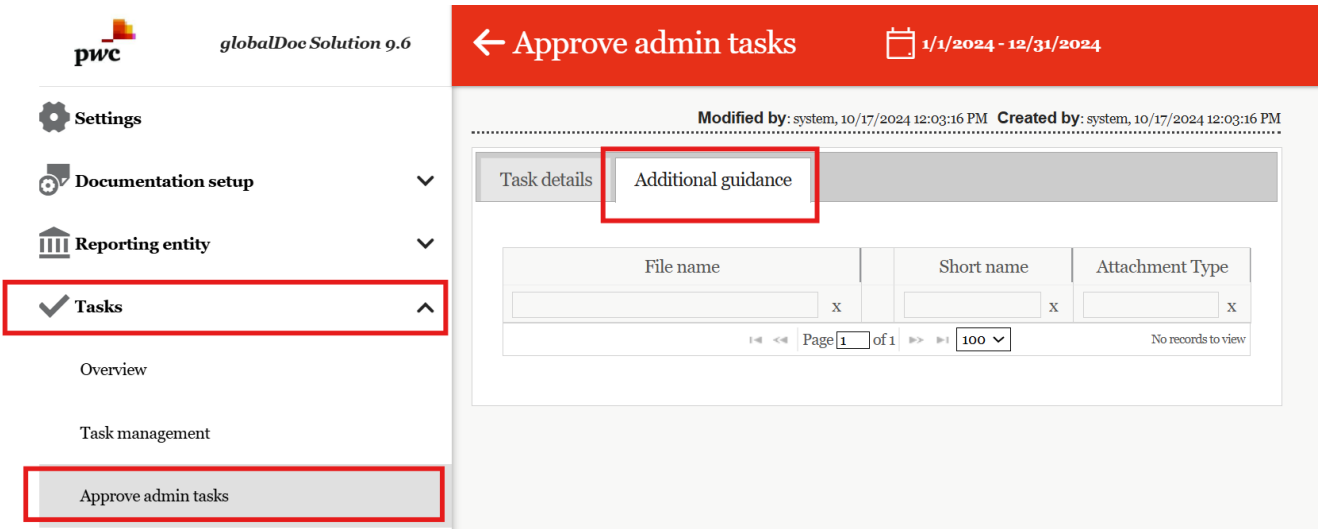 pwc
globalDoc Solution 9.6
Settings
Documentation setup
Reporting entity
Tasks
Overview
Task management
Approve admin tasks
Approve admin tasks
1/1/2024 - 12/31/2024
Modified by: system, 10/17/2024 12:03:16 PM Created by: system, 10/17/2024 12:03:16 PM
Task details Additional guidance
File name Short name Attachment Type
x x x
Page 1 of 1 100 No records to view